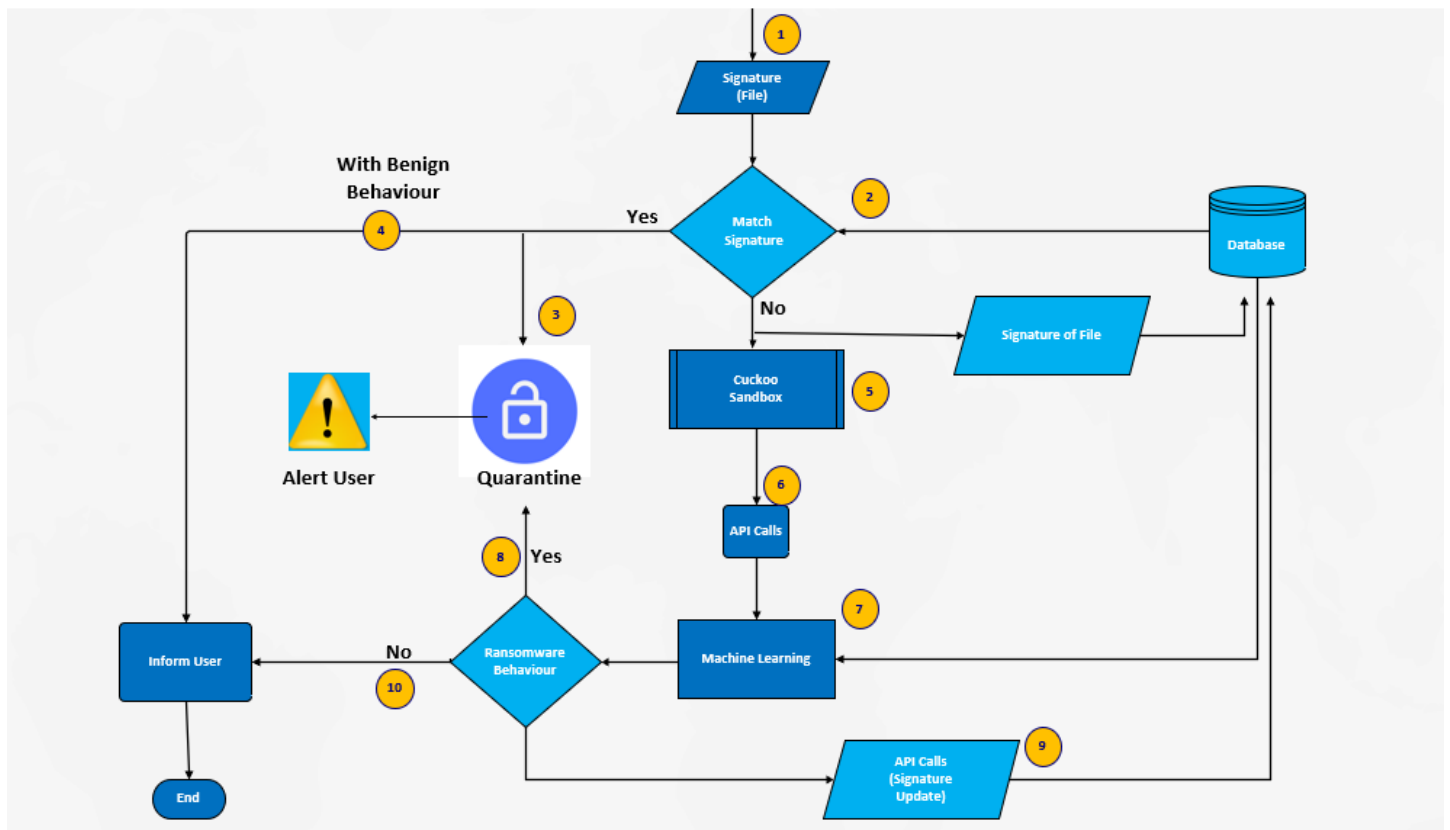 1
Signature
(File)
With Benign
Behaviour
4
Yes
Match
Signature
2
Database
No
3
Signature of File
Cuckoo
Sandbox
5
Alert User
Quarantine
6
API Calls
8
Yes
7
Inform User
No
10
Ransomware
Behaviour
Machine Learning
9
API Calls
(Signature
Update)
End